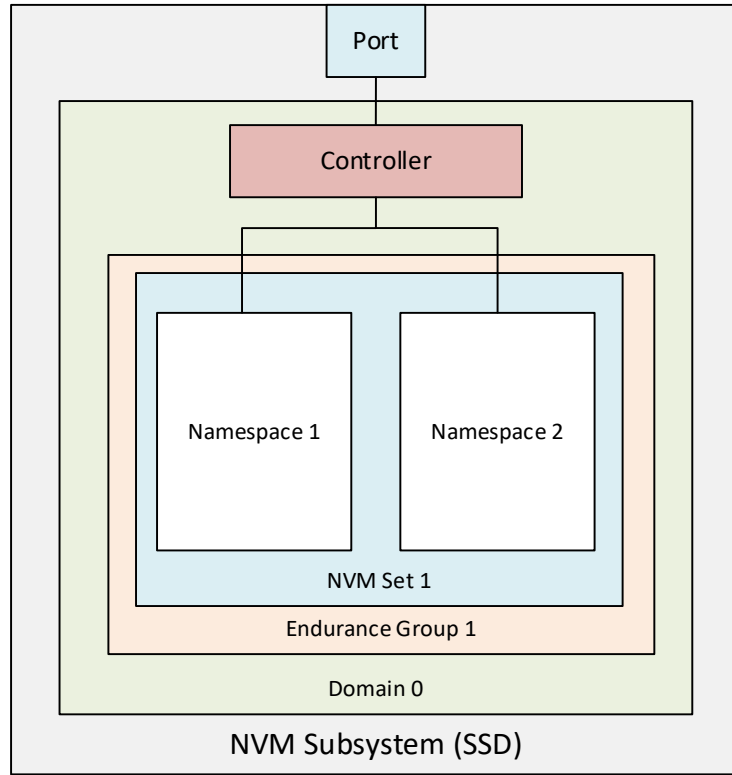 Port
Controller
Namespace 1
Namespace 2
NVM Set 1
Endurance Group 1
Domain 0
NVM Subsystem (SSD)